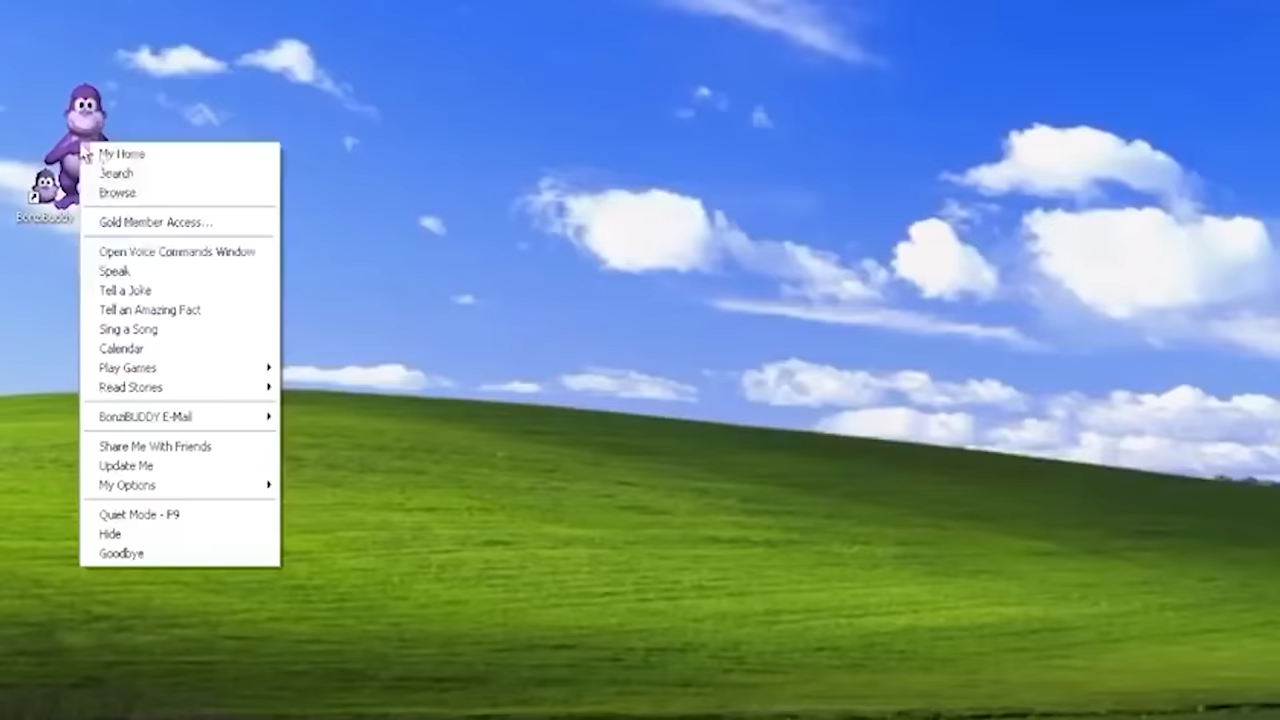 BonziBuddy
My Home
Search
Browse
Gold Member Access...
Open Voice Commands Window
Speak
Tell a Joke
Tell an Amazing Fact
Sing a Song
Calendar
Play Games
Read Stories
BonziBUDDY E-Mail
Share Me With Friends
Update Me
My Options
Quiet Mode - F9
Hide
Goodbye